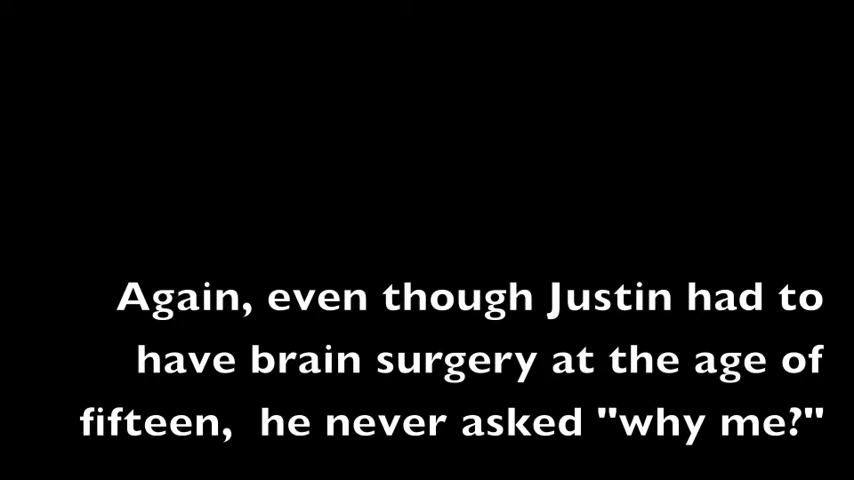 Again, even though Justin had to
have brain surgery at the age of
fifteen,  he never asked "why me?"